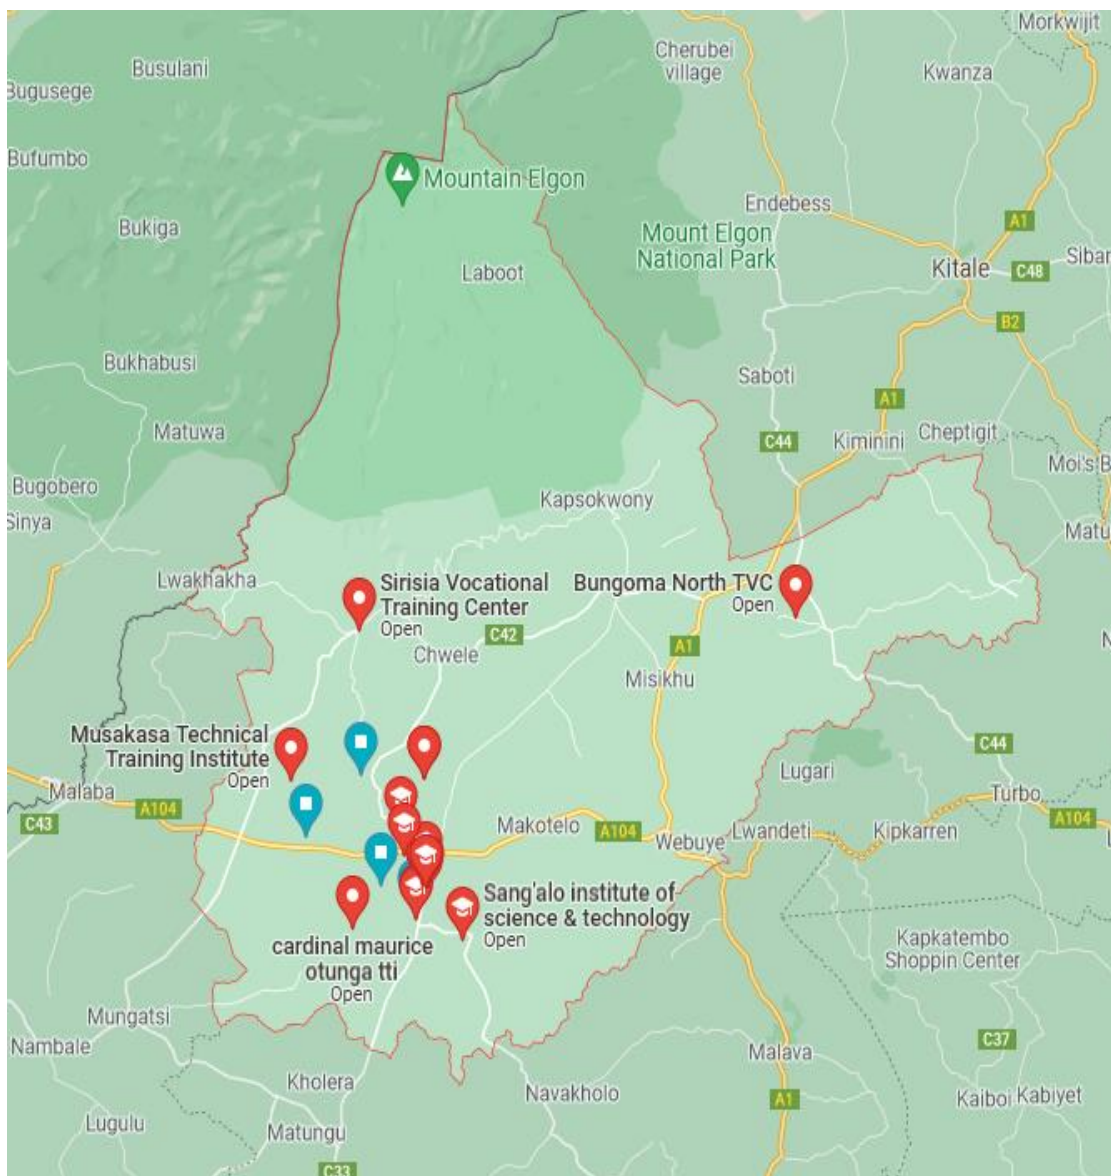 Morkwijit
Cherubei
village
Busulani
Kwanza
Bugusege
Bufumbo
Mountain Elgon
Endebess
A1
Bukiga
Mount Elgon
National Park
Sibar
Laboot
Kitale
C48
B2
Bukhabusi
Saboti
A1
Matuwa
C44
Kiminini
Cheptigit
Moi's B
Bugobero
Kapsokwony
Sinya
Matu
Lwakhakha
Sirisia Vocational
Training Center
Open
Bungoma North TVC
Open
C42
A1
Chwele
Misikhu
Musakasa Technical
Training Institute
Open
C44
Lugari
Malaba
Turbo
A104
C43
Makotelo
A104
Webuye
Lwandeti
Kipkarren
A104
Sang'alo institute of
science & technology
Open
cardinal maurice
otunga tti
Open
Kapkatembo
Shoppin Center
Mungatsi
Nambale
C37
Malava
Kholera
Navakholo
A1
Kaiboi
Kabiyet
Lugulu
Matungu
C33